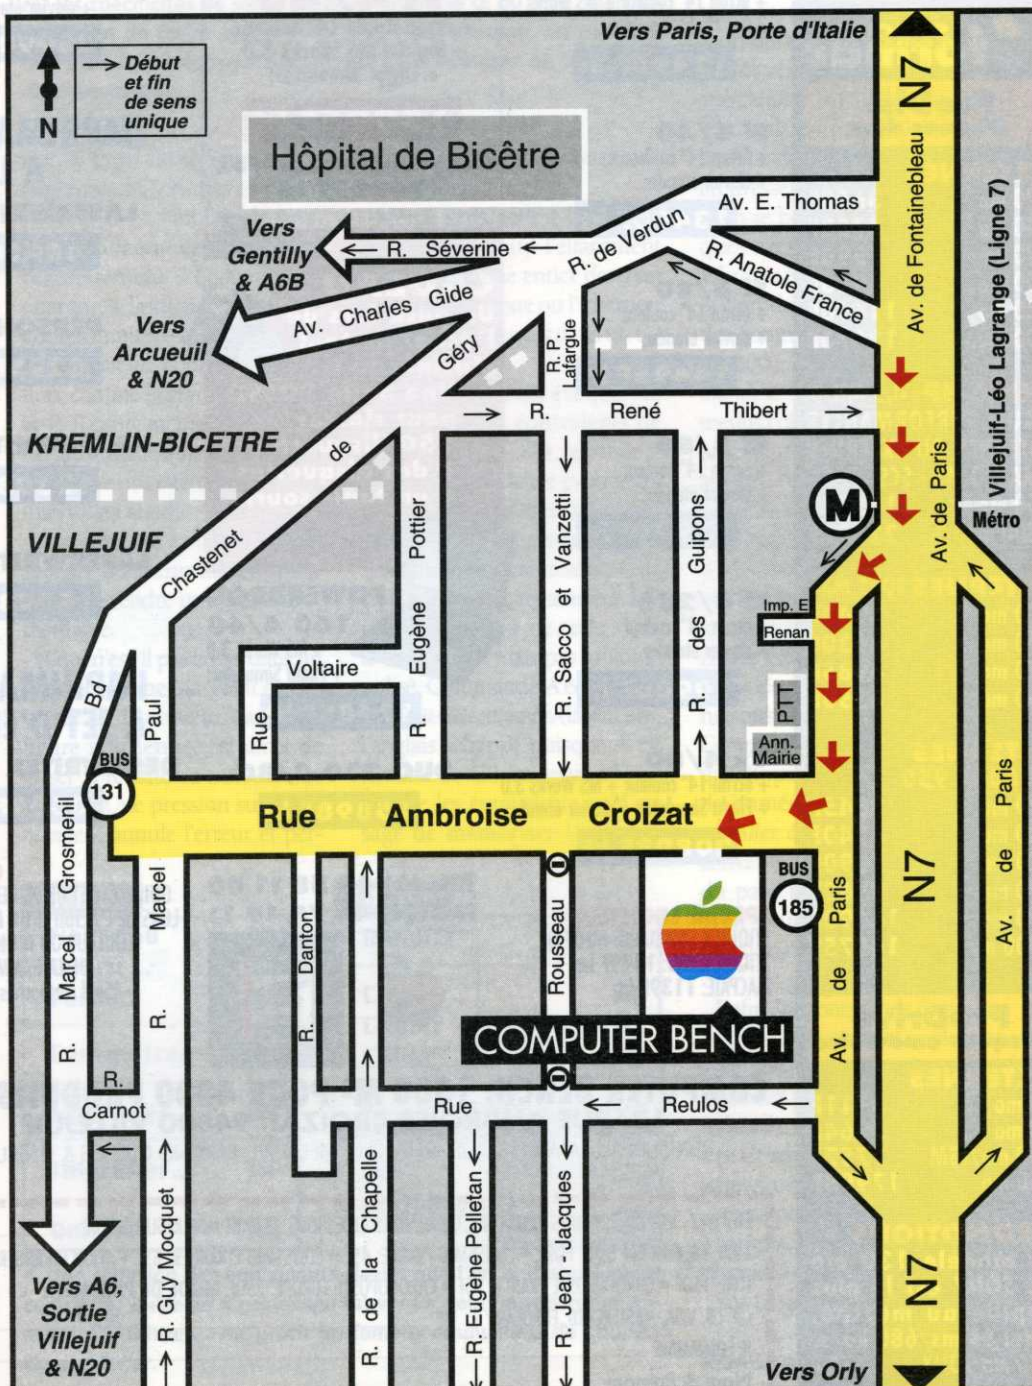 Vers Paris, Porte d'Italie
N7
Début
et fin
de sens
unique
N
Hôpital de Bicêtre
Av. de Fontainebleau
Av. E. Thomas
R. de Verdun
R. Anatole France
Vers
Gentilly
& A6B
R. Séverine
Av. Charles Gide
Vers
Arcueuil
& N20
Villejuif-Léo Lagrange (Ligne 7)
R. P.
Lafargue
R. René Thibert
KREMLIN-BICETRE
VILLEJUIF
Bd Chastenet de Géry
M
Métro
Av. de Paris
R. Eugène Pottier
R. Sacco et Vanzetti
R. des Guipons
Imp. E
Renan
Rue Voltaire
PTT
Ann.
Mairie
Paul
BUS
131
Rue Ambroise Croizat
N7
Av. de Paris
BUS
185
Av. de Paris
R. Marcel Grosmenil
R. Marcel
R. Danton
Rousseau
COMPUTER BENCH
R.
Carnot
Rue Reulos
R. Guy Mocquet
R. de la Chapelle
R. Eugène Pelletan
R. Jean - Jacques
Vers A6,
Sortie
Villejuif
& N20
N7
Vers Orly